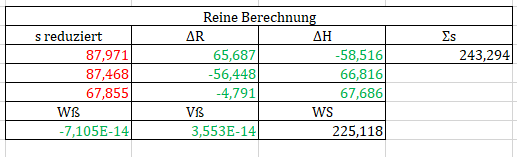 Reine Berechnung
s reduziert ΔR ΔH Σs
87,971 65,687 -58,516 243,294
87,468 -56,448 66,816
67,855 -4,791 67,686
Wß Vß WS
-7,105E-14 3,553E-14 225,118